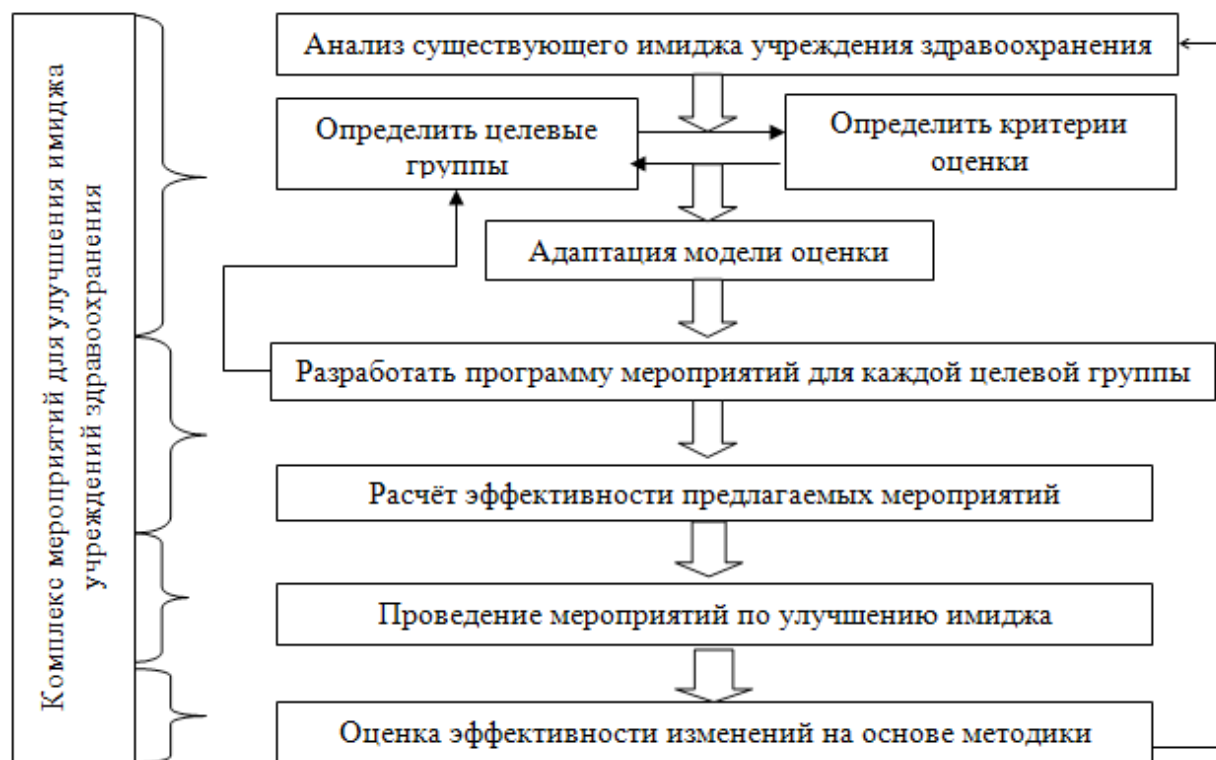 Комплекс мероприятий для улучшения имиджа
учреждений здравоохранения
Анализ существующего имиджа учреждения здравоохранения
Определить целевые
группы
Определить критерии
оценки
Адаптация модели оценки
Разработать программу мероприятий для каждой целевой группы
Расчёт эффективности предлагаемых мероприятий
Проведение мероприятий по улучшению имиджа
Оценка эффективности изменений на основе методики